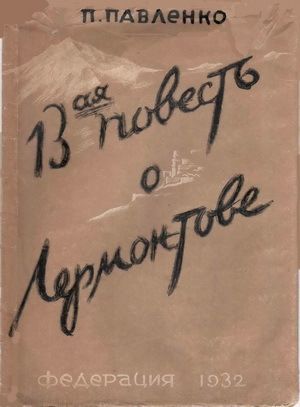 П. ПАВЛЕНКО
13ая повесть
о
Лермонтове
Федерация 1932